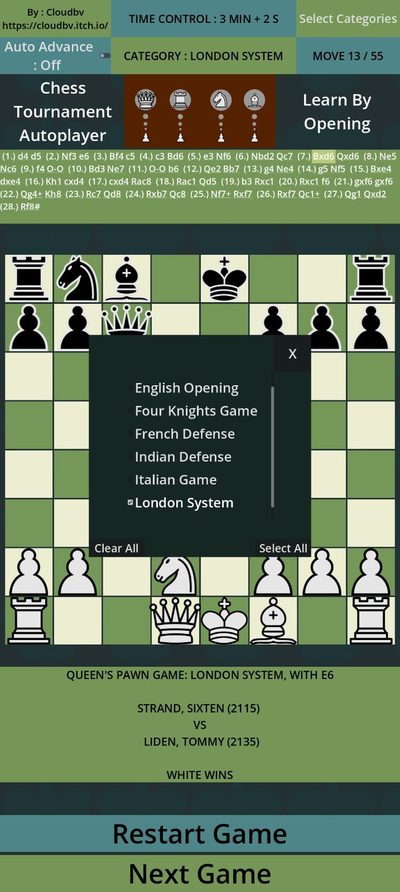 By : Cloudbv
https://cloudbv.itch.io/
TIME CONTROL : 3 MIN + 2 S
Select Categories
Auto Advance
: Off
CATEGORY : LONDON SYSTEM
MOVE 13 / 55
Chess
Tournament
Autoplayer
Learn By
Opening
(1.) d4 d5 (2.) Nf3 e6 (3.) Bf4 c5 (4.) c3 Bd6 (5.) e3 Nf6 (6.) Nbd2 Qc7 (7.) Bxd6 Qxd6 (8.) Ne5
Nc6 (9.) f4 O-O (10.) Bd3 Ne7 (11.) O-O b6 (12.) Qe2 Bb7 (13.) g4 Ne4 (14.) g5 Nf5 (15.) Bxe4
dxe4 (16.) Kh1 cxd4 (17.) cxd4 Rac8 (18.) Rac1 Qd5 (19.) b3 Rxc1 (20.) Rxc1 f6 (21.) gxf6 gxf6
(22.) Qg4+ Kh8 (23.) Rc7 Qd8 (24.) Rxb7 Qc8 (25.) Nf7+ Rxf7 (26.) Rxf7 Qc1+ (27.) Qg1 Qxd2
(28.) Rf8#
X
English Opening
Four Knights Game
French Defense
Indian Defense
Italian Game
London System
Clear All
Select All
QUEEN'S PAWN GAME: LONDON SYSTEM, WITH E6
STRAND, SIXTEN (2115)
VS
LIDEN, TOMMY (2135)
WHITE WINS
Restart Game
Next Game